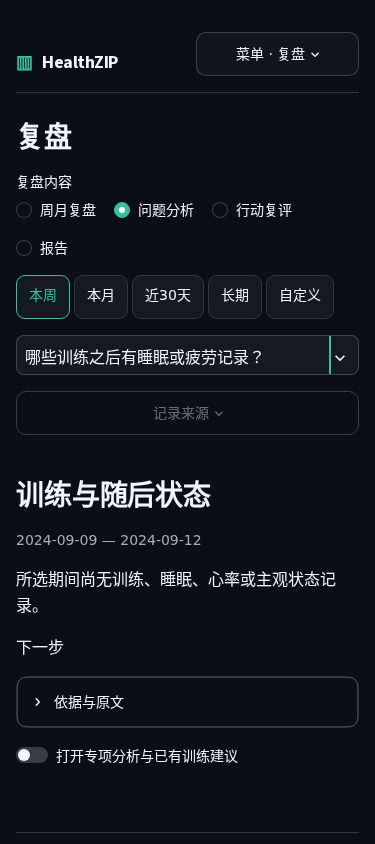 HealthZIP
菜单 · 复盘
复盘
复盘内容
周月复盘
问题分析
行动复评
报告
本周
本月
近30天
长期
自定义
哪些训练之后有睡眠或疲劳记录？
记录来源
训练与随后状态
2024-09-09 — 2024-09-12
所选期间尚无训练、睡眠、心率或主观状态记
录。
下一步
依据与原文
打开专项分析与已有训练建议